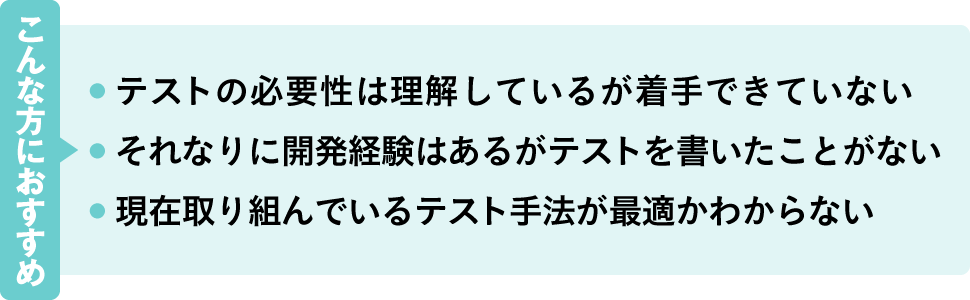 こんな方におすすめ
● テストの必要性は理解しているが着手できていない
● それなりに開発経験はあるがテストを書いたことがない
● 現在取り組んでいるテスト手法が最適かわからない